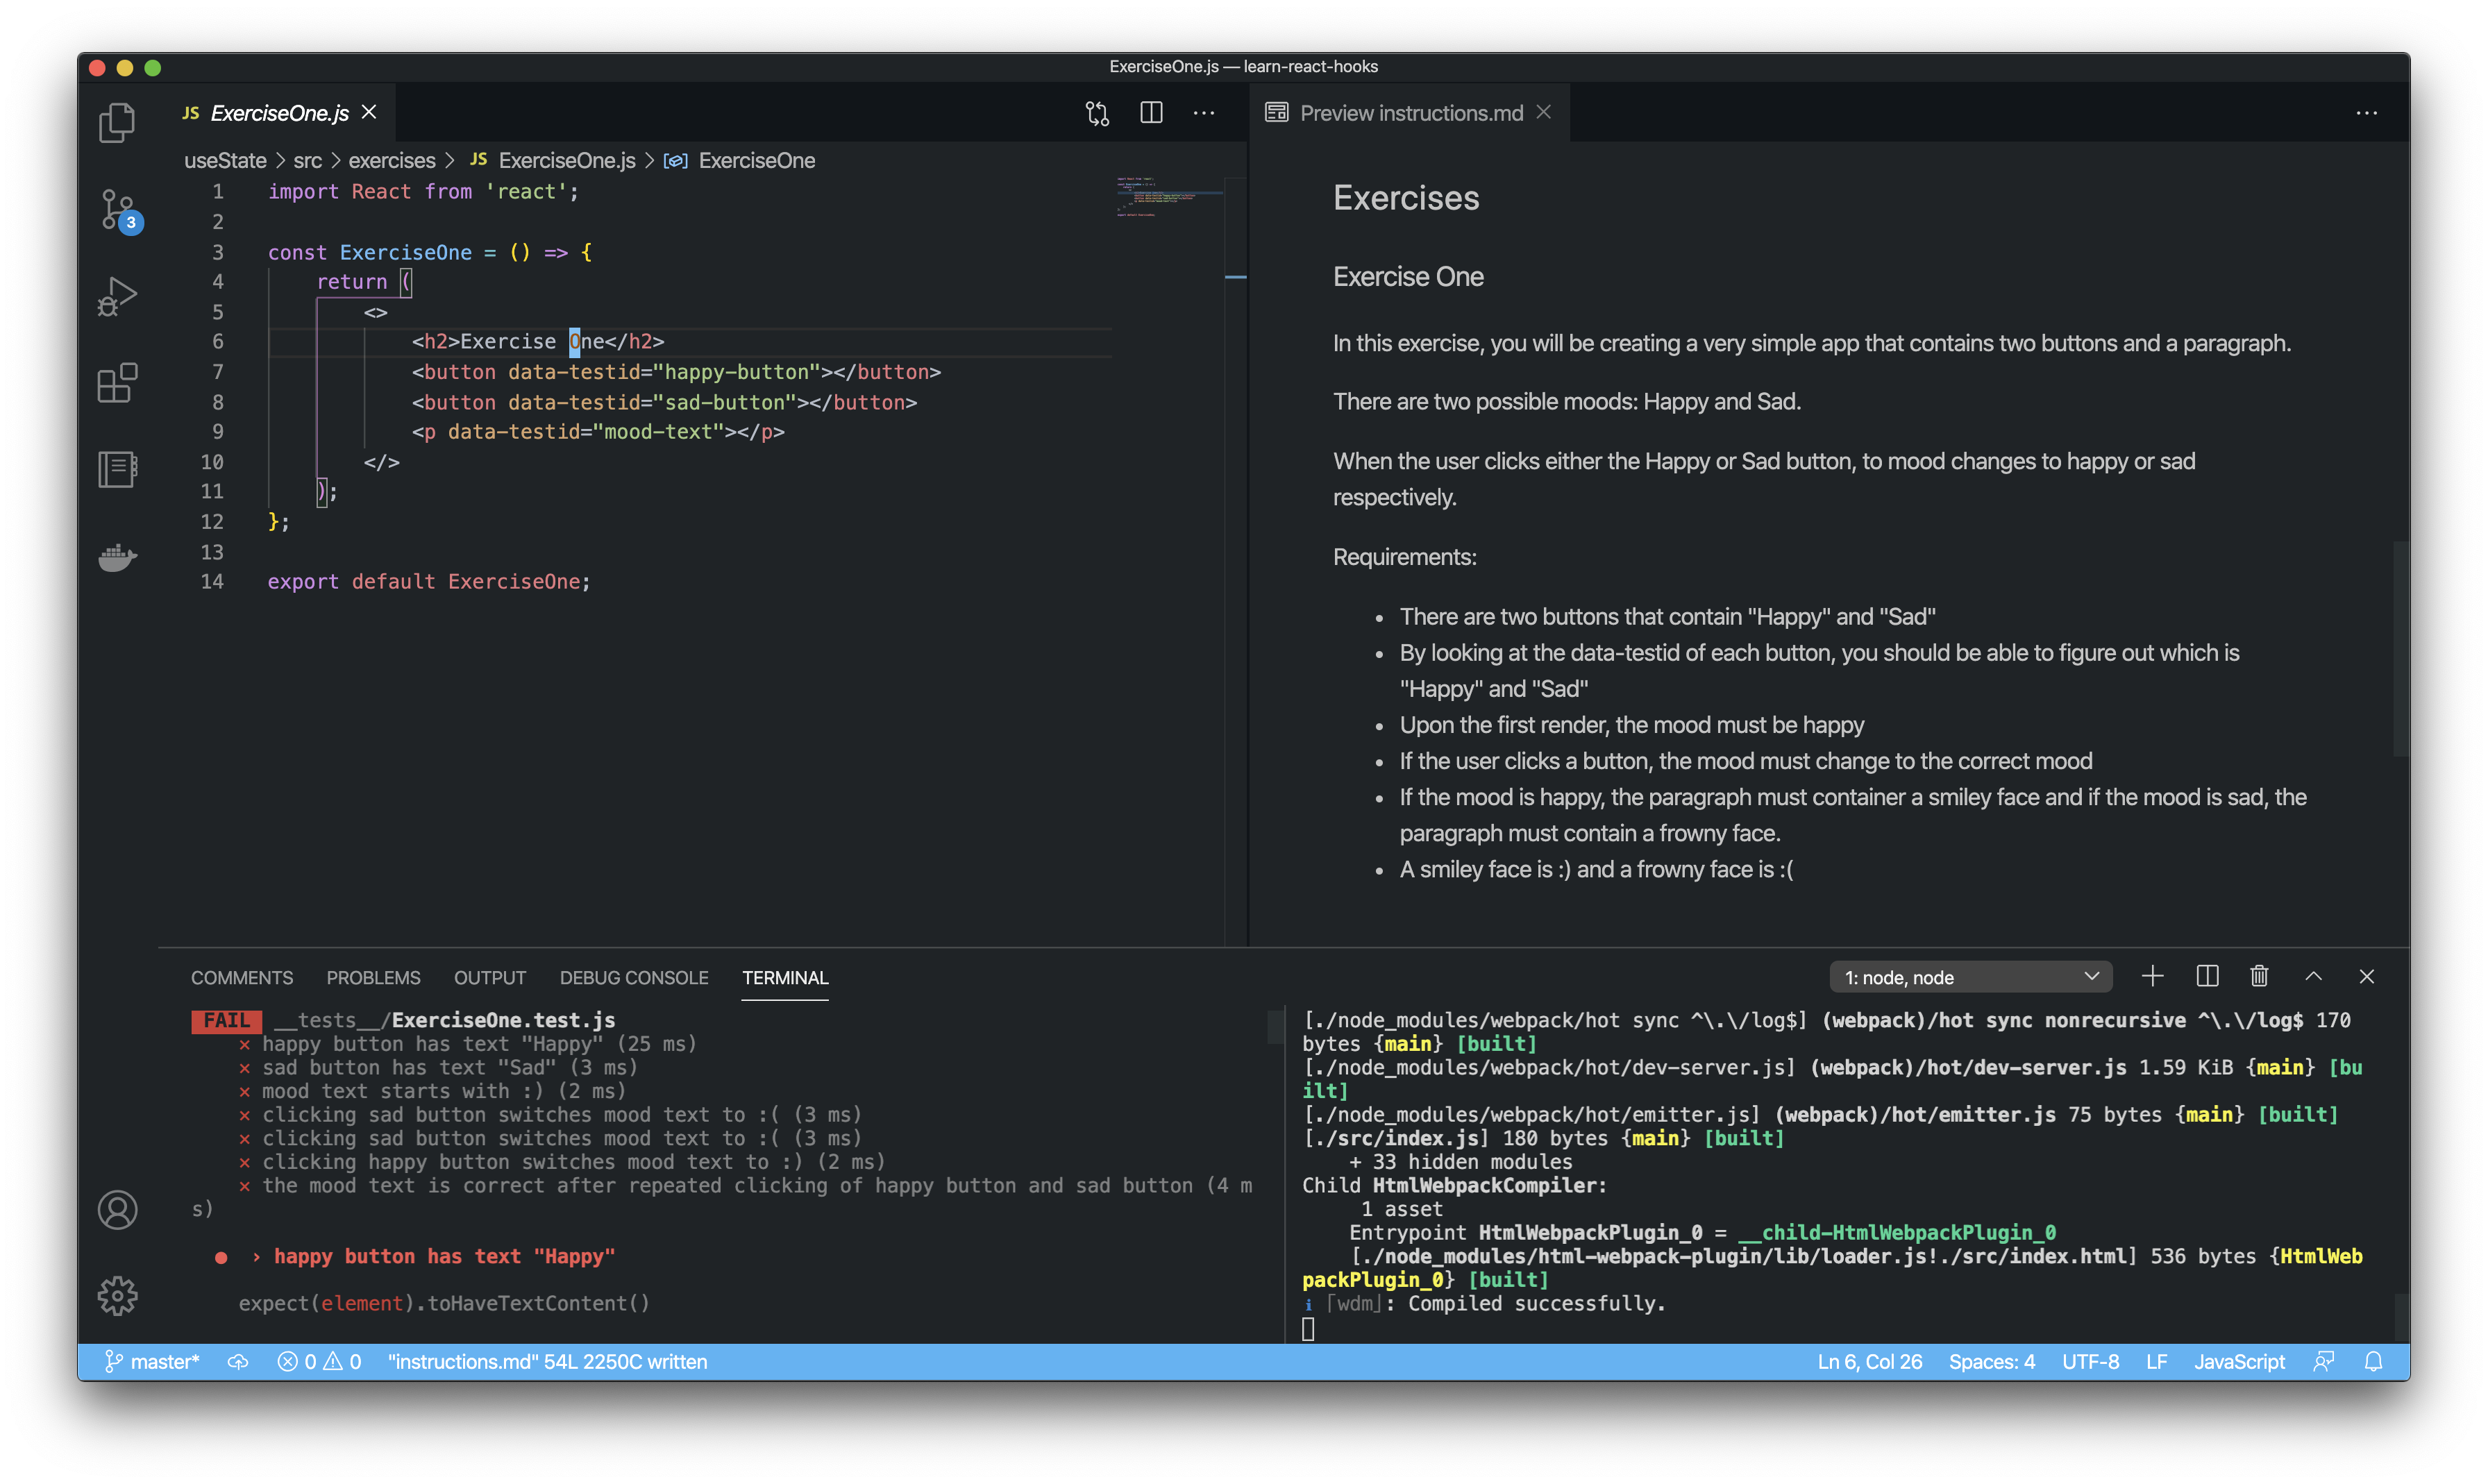 ExerciseOne.js — learn-react-hooks
JS ExerciseOne.js
Preview instructions.md
useState > src > exercises > JS ExerciseOne.js > ExerciseOne
3
1 import React from 'react';
2
3 const ExerciseOne = () => {
4 return (
5 <>
6 <h2>Exercise One</h2>
7 <button data-testid="happy-button"></button>
8 <button data-testid="sad-button"></button>
9 <p data-testid="mood-text"></p>
10 </>
11 );
12 };
13
14 export default ExerciseOne;
Exercises
Exercise One
In this exercise, you will be creating a very simple app that contains two buttons and a paragraph.
There are two possible moods: Happy and Sad.
When the user clicks either the Happy or Sad button, to mood changes to happy or sad
respectively.
Requirements:
• There are two buttons that contain "Happy" and "Sad"
• By looking at the data-testid of each button, you should be able to figure out which is
"Happy" and "Sad"
• Upon the first render, the mood must be happy
• If the user clicks a button, the mood must change to the correct mood
• If the mood is happy, the paragraph must container a smiley face and if the mood is sad, the
paragraph must contain a frowny face.
• A smiley face is :) and a frowny face is :(
COMMENTS PROBLEMS OUTPUT DEBUG CONSOLE TERMINAL
1: node, node
FAIL __tests__/ExerciseOne.test.js
× happy button has text "Happy" (25 ms)
× sad button has text "Sad" (3 ms)
× mood text starts with :) (2 ms)
× clicking sad button switches mood text to :( (3 ms)
× clicking sad button switches mood text to :( (3 ms)
× clicking happy button switches mood text to :) (2 ms)
× the mood text is correct after repeated clicking of happy button and sad button (4 m
s)
● › happy button has text "Happy"
expect(element).toHaveTextContent()
[./node_modules/webpack/hot sync ^\.\/log$] (webpack)/hot sync nonrecursive ^\.\/log$ 170
bytes {main} [built]
[./node_modules/webpack/hot/dev-server.js] (webpack)/hot/dev-server.js 1.59 KiB {main} [bu
ilt]
[./node_modules/webpack/hot/emitter.js] (webpack)/hot/emitter.js 75 bytes {main} [built]
[./src/index.js] 180 bytes {main} [built]
+ 33 hidden modules
Child HtmlWebpackCompiler:
1 asset
Entrypoint HtmlWebpackPlugin_0 = __child-HtmlWebpackPlugin_0
[./node_modules/html-webpack-plugin/lib/loader.js!./src/index.html] 536 bytes {HtmlWeb
packPlugin_0} [built]
ℹ ｢wdm｣: Compiled successfully.
master* 0 0 "instructions.md" 54L 2250C written
Ln 6, Col 26 Spaces: 4 UTF-8 LF JavaScript